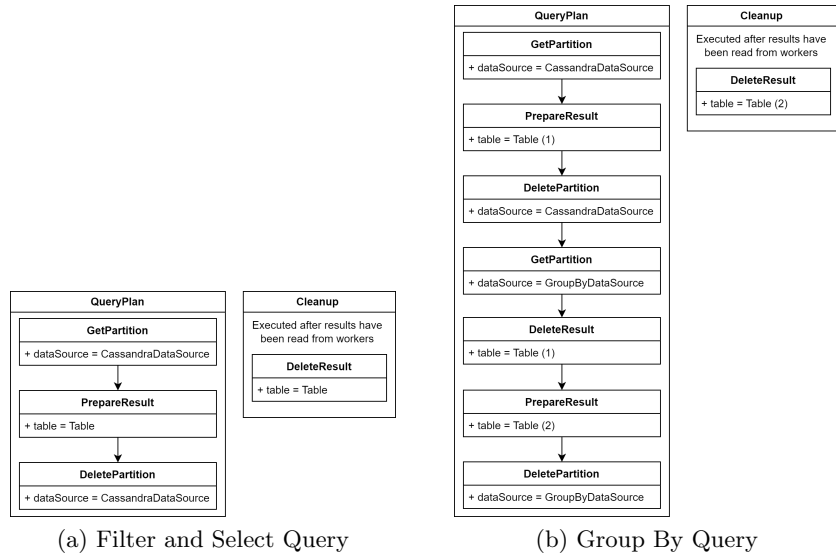 QueryPlan
GetPartition
+ dataSource = CassandraDataSource
PrepareResult
+ table = Table
DeletePartition
+ dataSource = CassandraDataSource
Cleanup
Executed after results have
been read from workers
DeleteResult
+ table = Table
(a) Filter and Select Query
QueryPlan
GetPartition
+ dataSource = CassandraDataSource
PrepareResult
+ table = Table (1)
DeletePartition
+ dataSource = CassandraDataSource
GetPartition
+ dataSource = GroupByDataSource
DeleteResult
+ table = Table (1)
PrepareResult
+ table = Table (2)
DeletePartition
+ dataSource = GroupByDataSource
Cleanup
Executed after results have
been read from workers
DeleteResult
+ table = Table (2)
(b) Group By Query